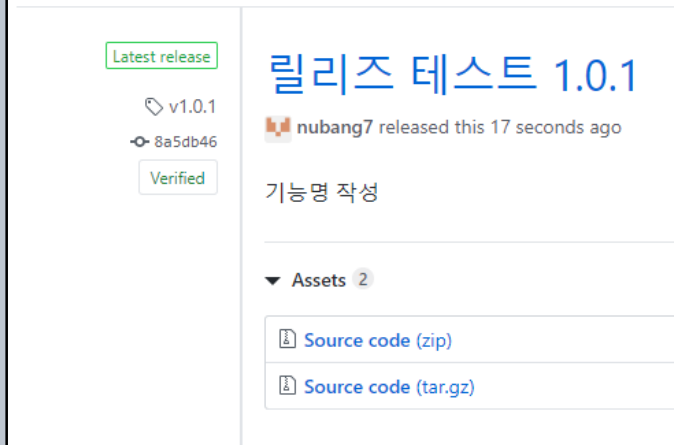 Latest release
v1.0.1
8a5db46
Verified
릴리즈 테스트 1.0.1
nubang7 released this 17 seconds ago
기능명 작성
Assets 2
Source code (zip)
Source code (tar.gz)